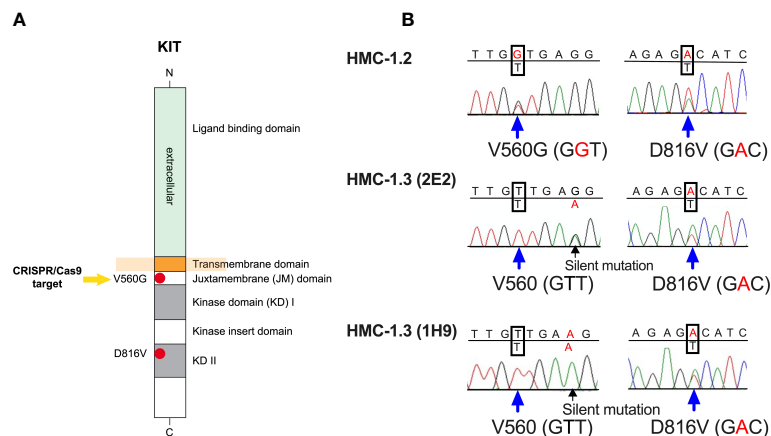 A
KIT
N
extracellular
Ligand binding domain
Transmembrane domain
CRISPR/Cas9
target
V560G
Juxtamembrane (JM) domain
Kinase domain (KD) I
Kinase insert domain
D816V
KD II
C
B
HMC-1.2
T T G G T G A G G
T
A G A G A C A T C
T
V560G (GGT)
D816V (GAC)
HMC-1.3 (2E2)
T T G T T G A G G
T
A
A G A G A C A T C
T
Silent mutation
V560 (GTT)
D816V (GAC)
HMC-1.3 (1H9)
T T G T T G A A G
T
A
A G A G A C A T C
T
Silent mutation
V560 (GTT)
D816V (GAC)